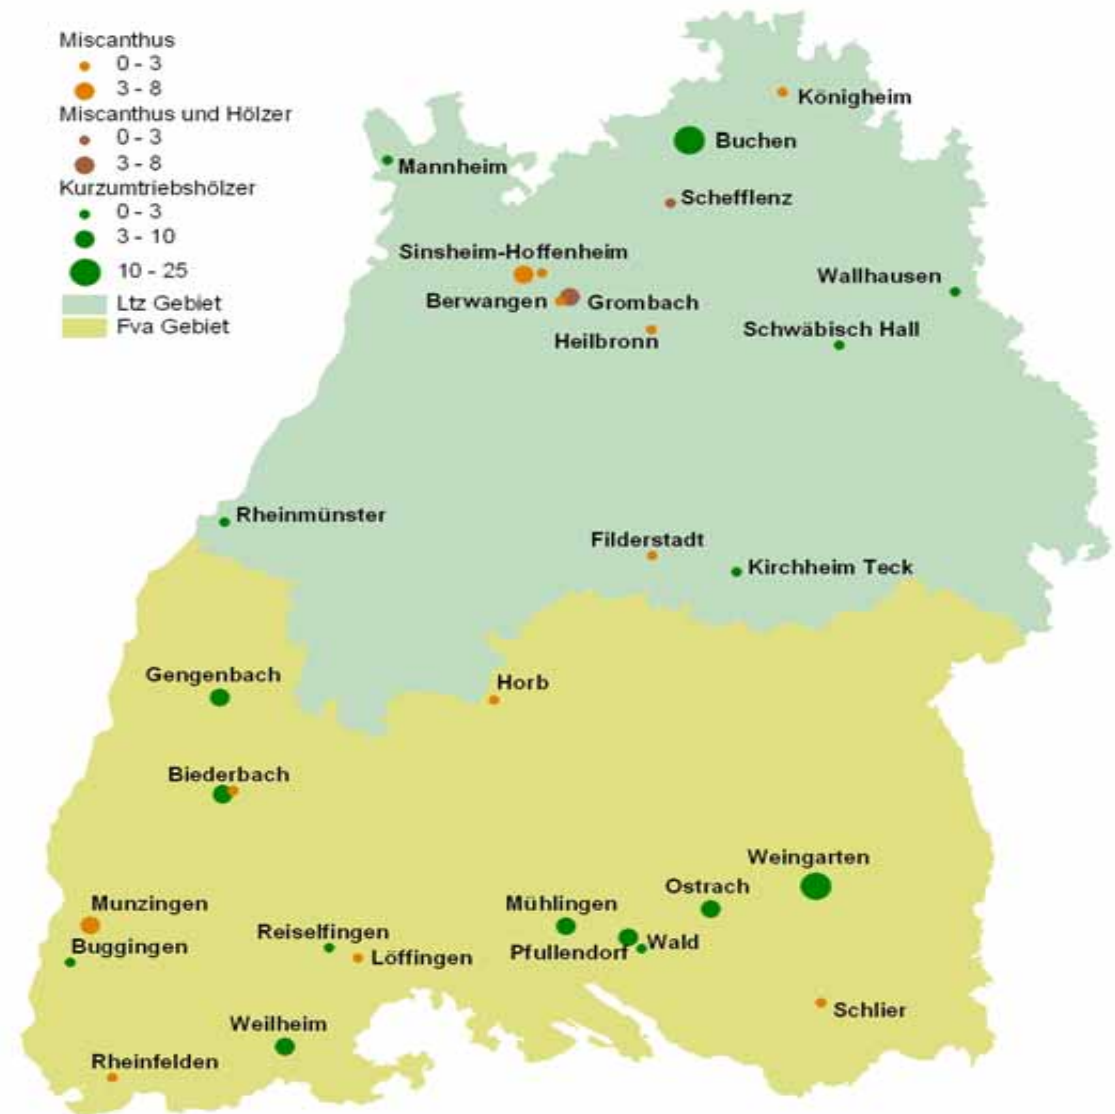 Miscanthus
0 - 3
3 - 8
Miscanthus und Hölzer
0 - 3
3 - 8
Kurzumtriebshölzer
0 - 3
3 - 10
10 - 25
Ltz Gebiet
Fva Gebiet
Königheim
Buchen
Mannheim
Schefflenz
Sinsheim-Hoffenheim
Wallhausen
Berwangen
Grombach
Schwäbisch Hall
Heilbronn
Rheinmünster
Filderstadt
Kirchheim Teck
Gengenbach
Horb
Biederbach
Weingarten
Ostrach
Munzingen
Mühlingen
Reiselfingen
Wald
Buggingen
Pfullendorf
Löffingen
Schlier
Weilheim
Rheinfelden